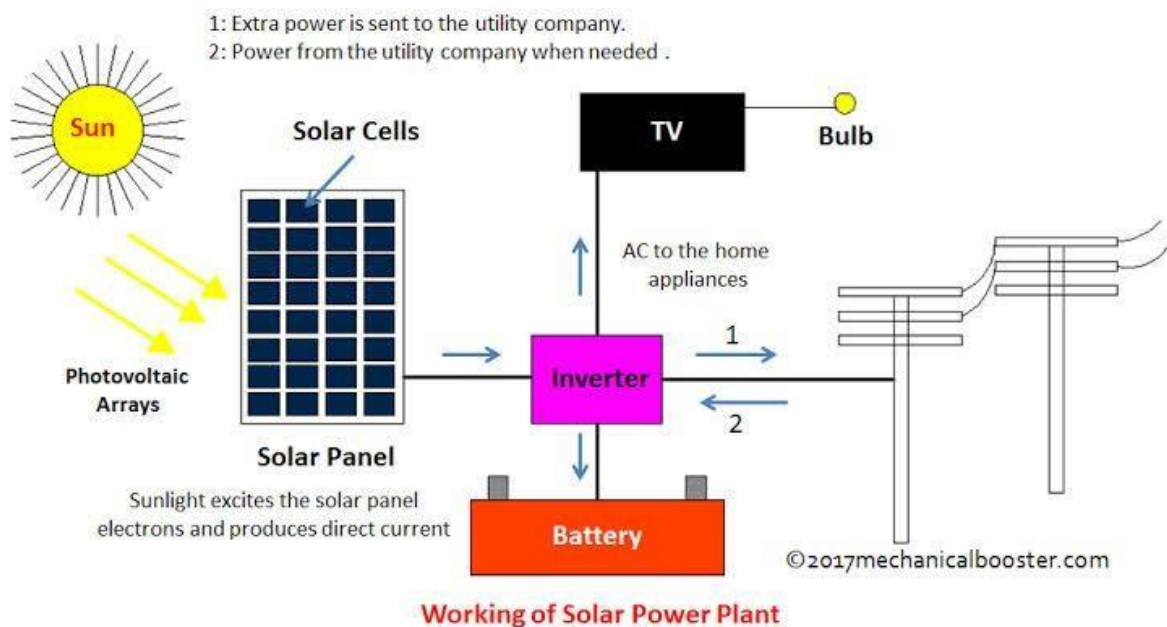 1: Extra power is sent to the utility company.
2: Power from the utility company when needed .
Sun
Solar Cells
TV
Bulb
AC to the home
appliances
1
Inverter
2
Photovoltaic
Arrays
Solar Panel
Sunlight excites the solar panel
electrons and produces direct current
Battery
©2017mechanicalbooster.com
Working of Solar Power Plant